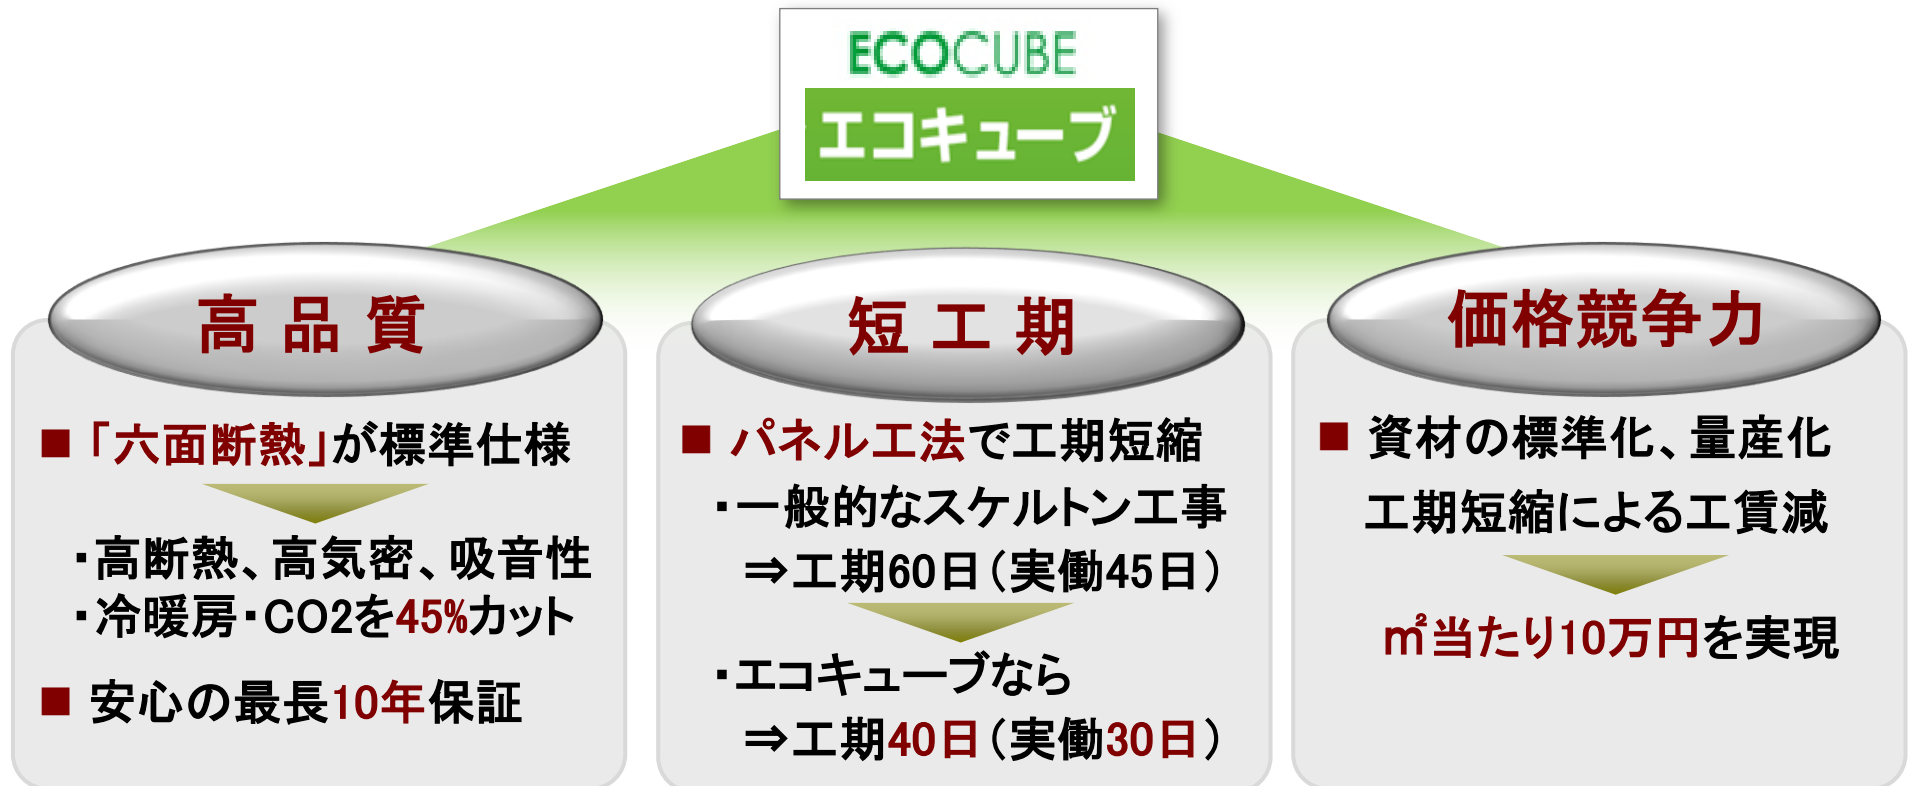 ECOCUBE
エコキューブ
高品質
■「六面断熱」が標準仕様
・高断熱、高気密、吸音性
・冷暖房・CO2を45%カット
■ 安心の最長10年保証
短工期
■ パネル工法で工期短縮
・一般的なスケルトン工事
⇒工期60日（実働45日）
・エコキューブなら
⇒工期40日（実働30日）
価格競争力
■ 資材の標準化、量産化
工期短縮による工賃減
㎡当たり10万円を実現